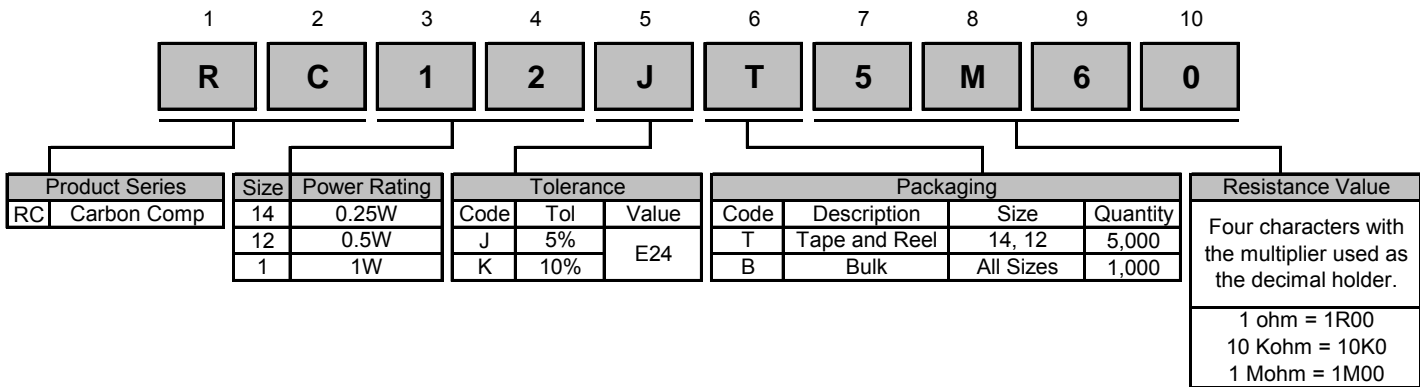 1 2 3 4 5 6 7 8 9 10
R C 1 2 J T 5 M 6 0
Product Series
RC Carbon Comp
Size Power Rating
14 0.25W
12 0.5W
1 1W
Tolerance
Code Tol Value
J 5% E24
K 10%
Packaging
Code Description Size Quantity
T Tape and Reel 14, 12 5,000
B Bulk All Sizes 1,000
Resistance Value
Four characters with
the multiplier used as
the decimal holder.
1 ohm = 1R00
10 Kohm = 10K0
1 Mohm = 1M00